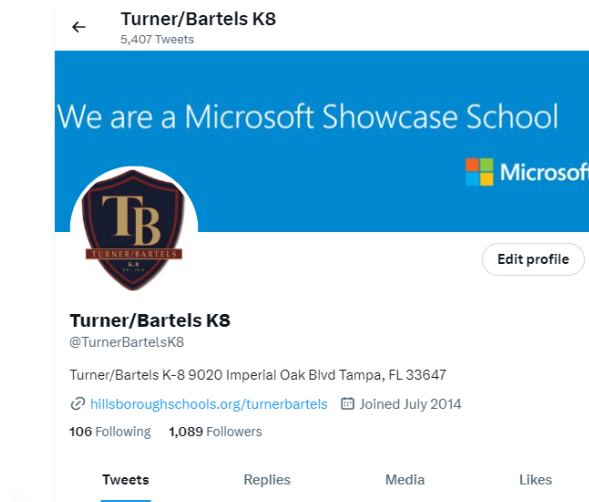 Turner/Bartels K8
5,407 Tweets
We are a Microsoft Showcase School
Microsoft
TB
TURNER/BARTELS
K-8
Edit profile
Turner/Bartels K8
@TurnerBartelsK8
Turner/Bartels K-8 9020 Imperial Oak Blvd Tampa, FL 33647
hillsboroughschools.org/turnerbartels Joined July 2014
106 Following 1,089 Followers
Tweets Replies Media Likes